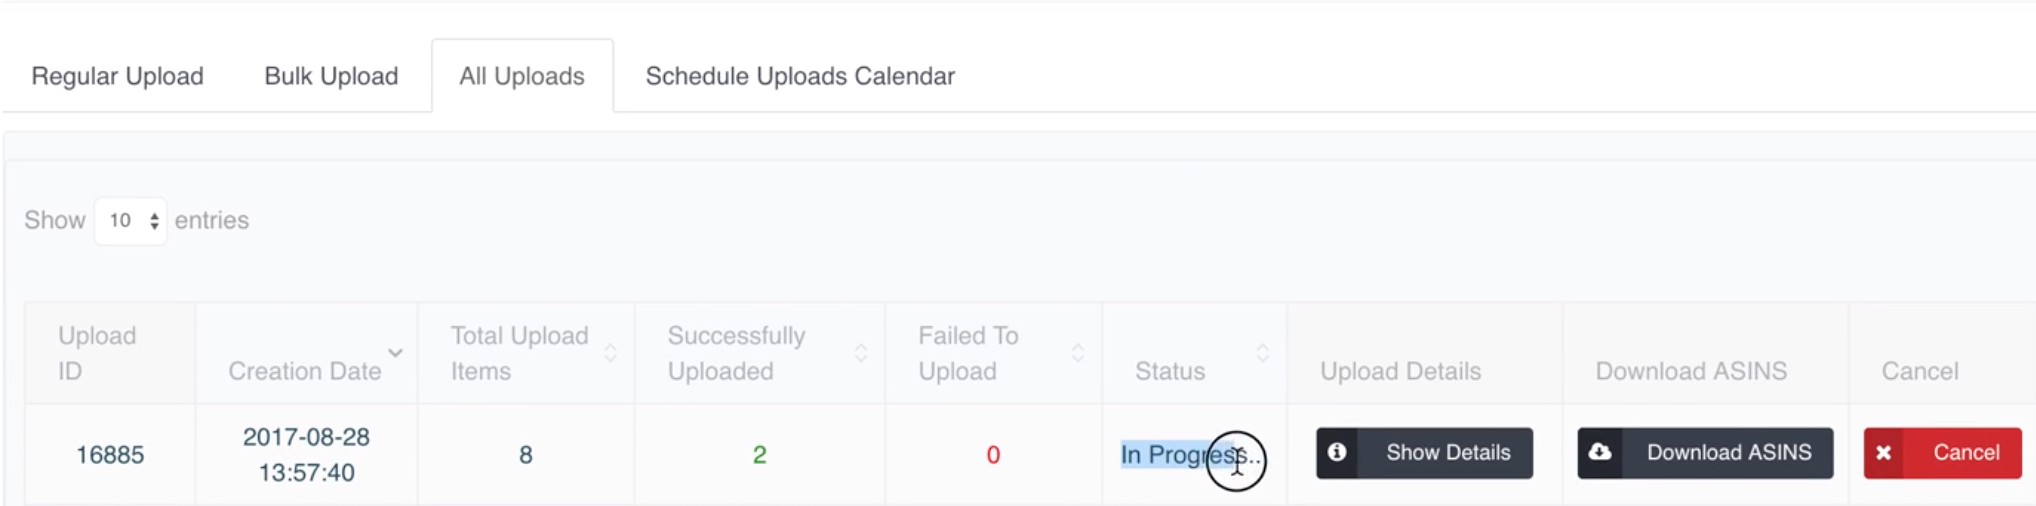 Regular Upload Bulk Upload All Uploads Schedule Uploads Calendar
Show 10 entries
Upload ID
Creation Date
Total Upload Items
Successfully Uploaded
Failed To Upload
Status
Upload Details
Download ASINS
Cancel
16885
2017-08-28
13:57:40
8
2
0
In Progress..
Show Details
Download ASINS
Cancel